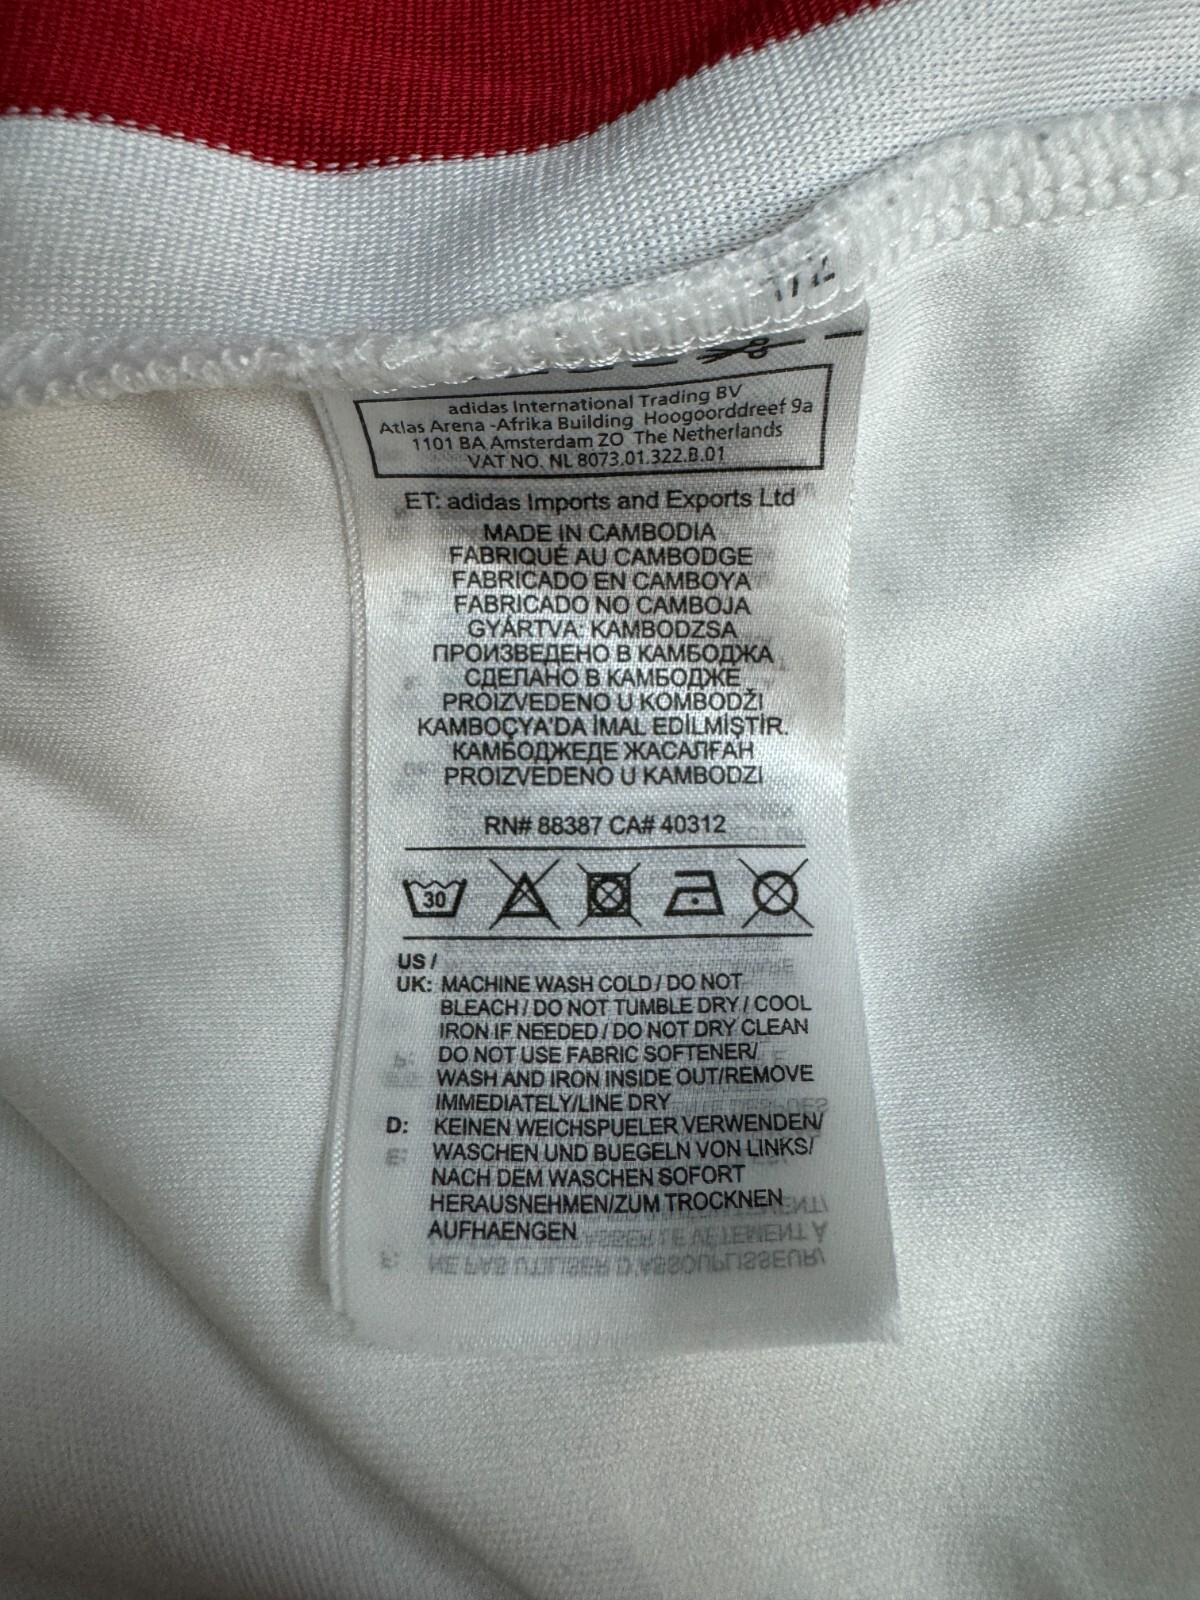 adidas International Trading BV
Atlas Arena -Afrika Building Hoogoorddreef 9a
1101 BA Amsterdam ZO The Netherlands
VAT NO. NL 8073.01.322.B.01
ET: adidas Imports and Exports Ltd
MADE IN CAMBODIA
FABRIQUÉ AU CAMBODGE
FABRICADO EN CAMBOYA
FABRICADO NO CAMBOJA
GYÁRTVA: KAMBODZSA
ПРОИЗВЕДЕНО В КАМБОДЖА
СДЕЛАНО В КАМБОДЖЕ
PROIZVEDENO U KOMBODŽI
KAMBOÇYA'DA İMAL EDİLMİŞTİR.
КАМБОДЖЕДЕ ЖАСАЛҒАН
PROIZVEDENO U KAMBODZI
RN# 88387 CA# 40312
30
US /
UK: MACHINE WASH COLD / DO NOT
BLEACH / DO NOT TUMBLE DRY / COOL
IRON IF NEEDED / DO NOT DRY CLEAN
DO NOT USE FABRIC SOFTENER/
WASH AND IRON INSIDE OUT/REMOVE
IMMEDIATELY/LINE DRY
D: KEINEN WEICHSPUELER VERWENDEN/
WASCHEN UND BUEGELN VON LINKS/
NACH DEM WASCHEN SOFORT
HERAUSNEHMEN/ZUM TROCKNEN
AUFHAENGEN
NE PAS UTILISER D'ASSOUPLISSEUR/